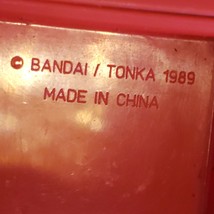 © BANDAI / TONKA 1989
MADE IN CHINA